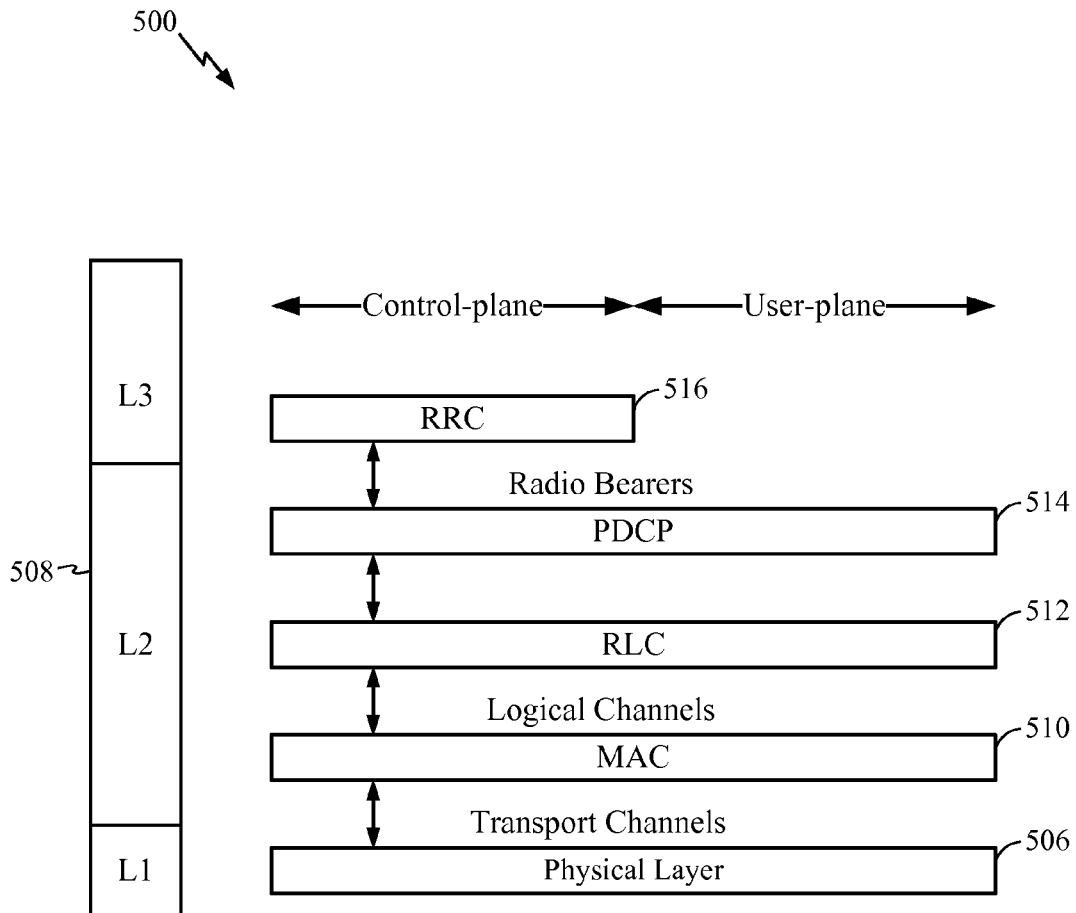 500
Control-plane User-plane
L3
516
RRC
Radio Bearers
514
PDCP
508
512
L2
RLC
Logical Channels
510
MAC
Transport Channels
506
L1
Physical Layer